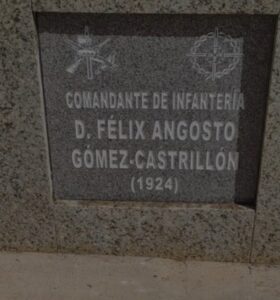 COMANDANTE DE INFANTERÍA
D. FÉLIX ANGOSTO
GÓMEZ-CASTRILLÓN
(1924)